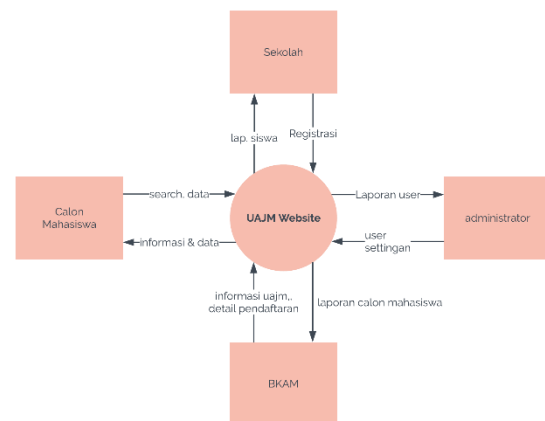 Sekolah
lap. siswa
Registrasi
Calon
Mahasiswa
search. data
informasi & data
UAJM Website
Laporan user
user
settingan
administrator
informasi uajm,,
detail pendaftaran
laporan calon mahasiswa
BKAM